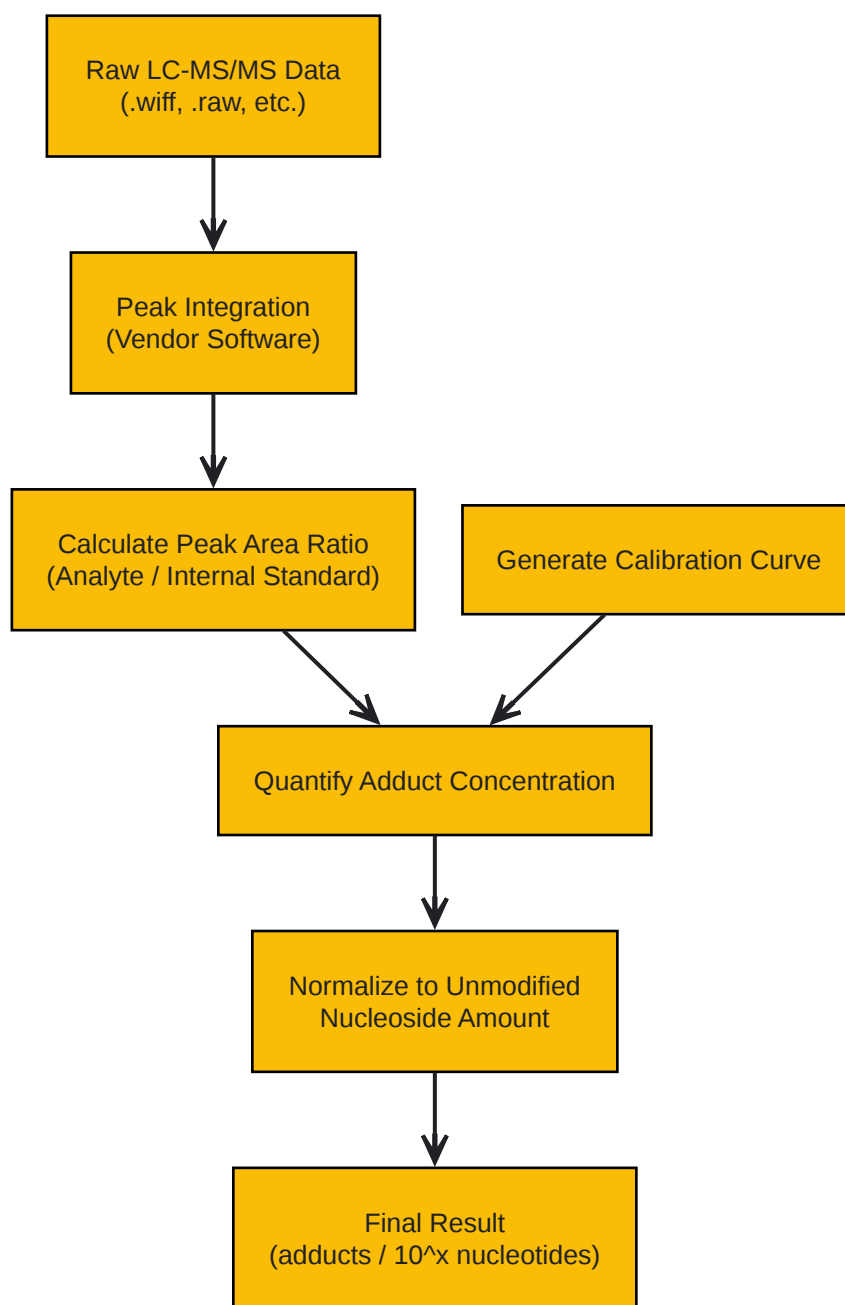 Raw LC-MS/MS Data
(.wiff, .raw, etc.)
Peak Integration
(Vendor Software)
Calculate Peak Area Ratio
(Analyte / Internal Standard)
Generate Calibration Curve
Quantify Adduct Concentration
Normalize to Unmodified
Nucleoside Amount
Final Result
(adducts / 10^x nucleotides)